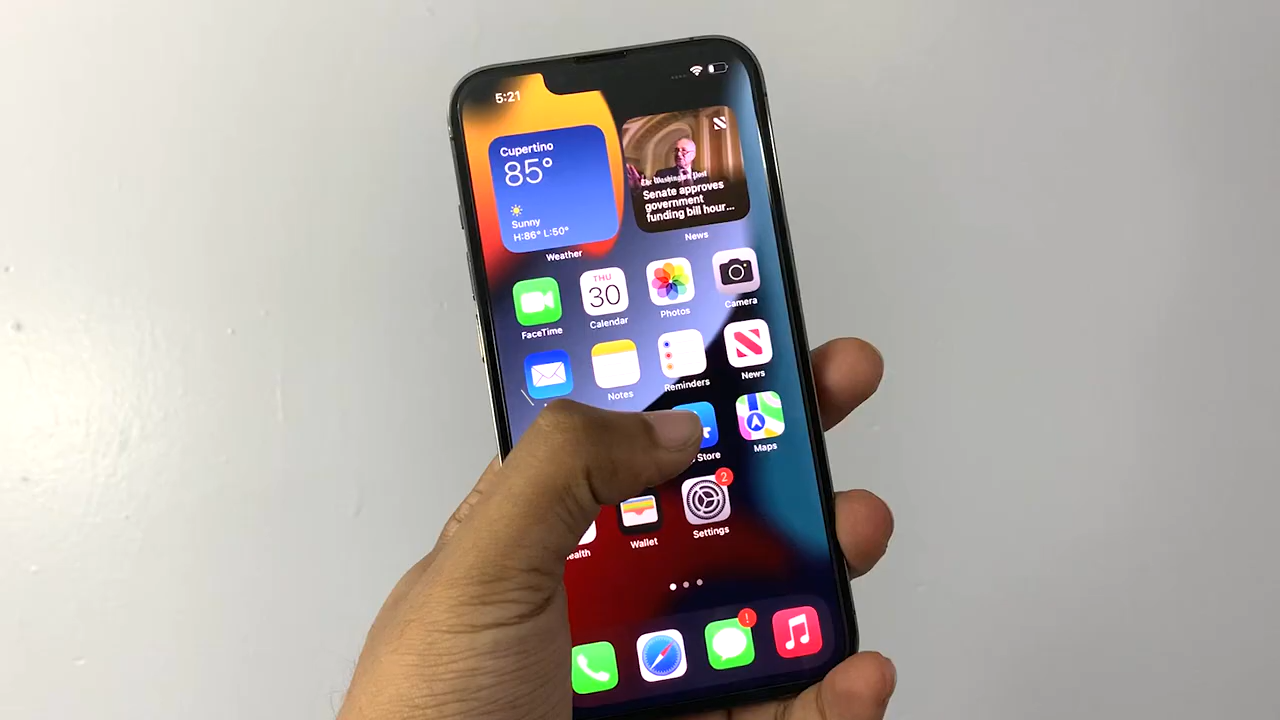 5:21
Cupertino
85°
Sunny
H:86° L:50°
Weather
The Washington Post
Senate approves
government
funding bill hour...
News
FaceTime
THU
30
Calendar
Photos
Camera
Notes
Reminders
News
Store
Maps
ealth
Wallet
2
Settings
!